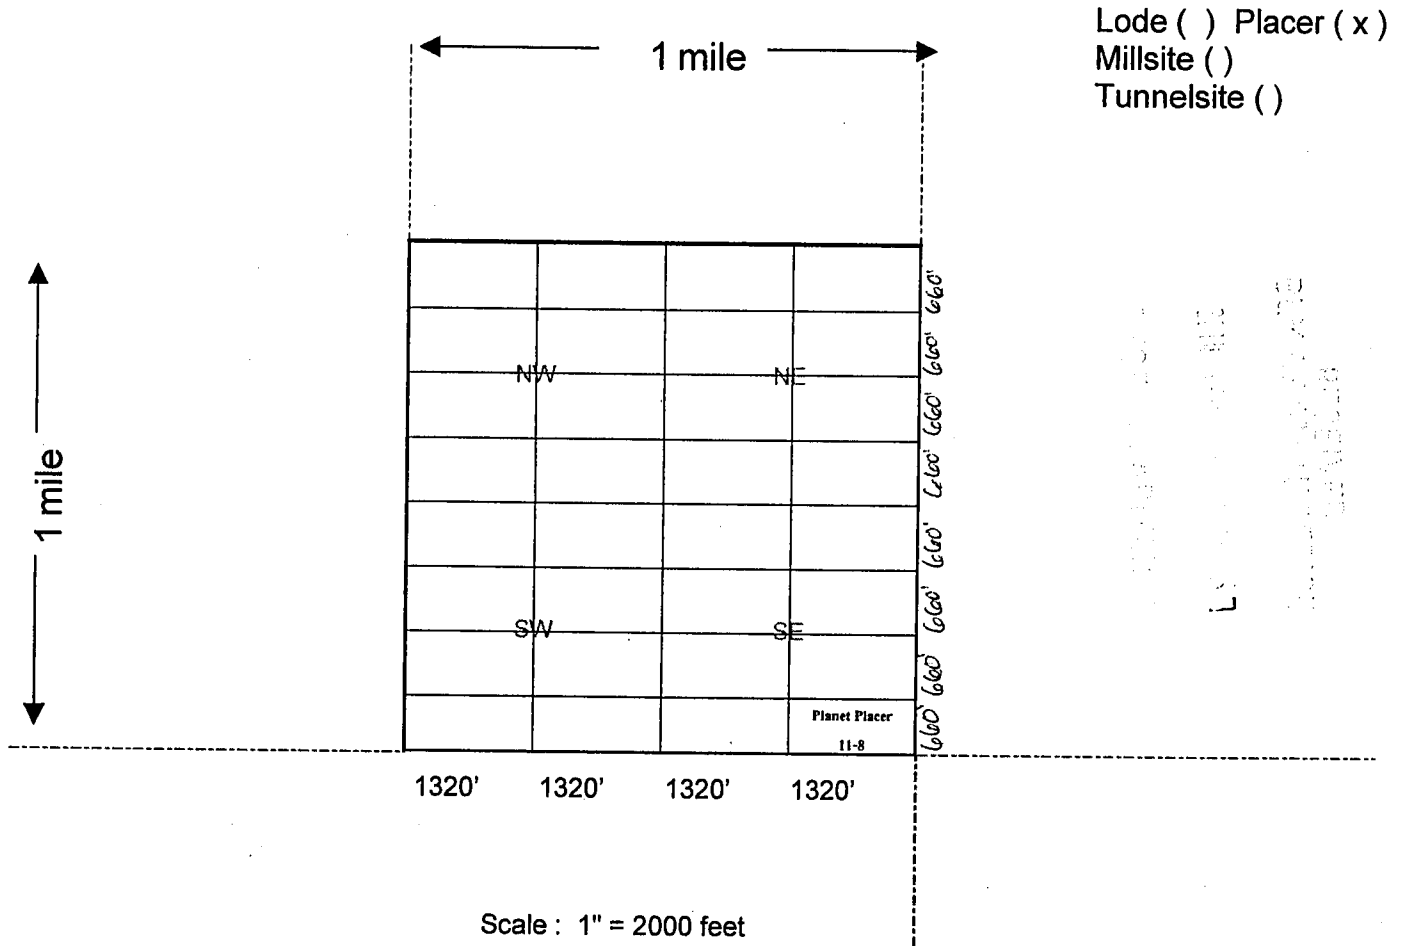 Lode ( ) Placer ( x )
Millsite ( )
Tunnelsite ( )
1 mile
1 mile
NW
NE
SW
SE
660'
660'
660'
660'
660'
660'
660'
660'
Planet Placer
11-8
1320' 1320' 1320' 1320'
Scale : 1" = 2000 feet